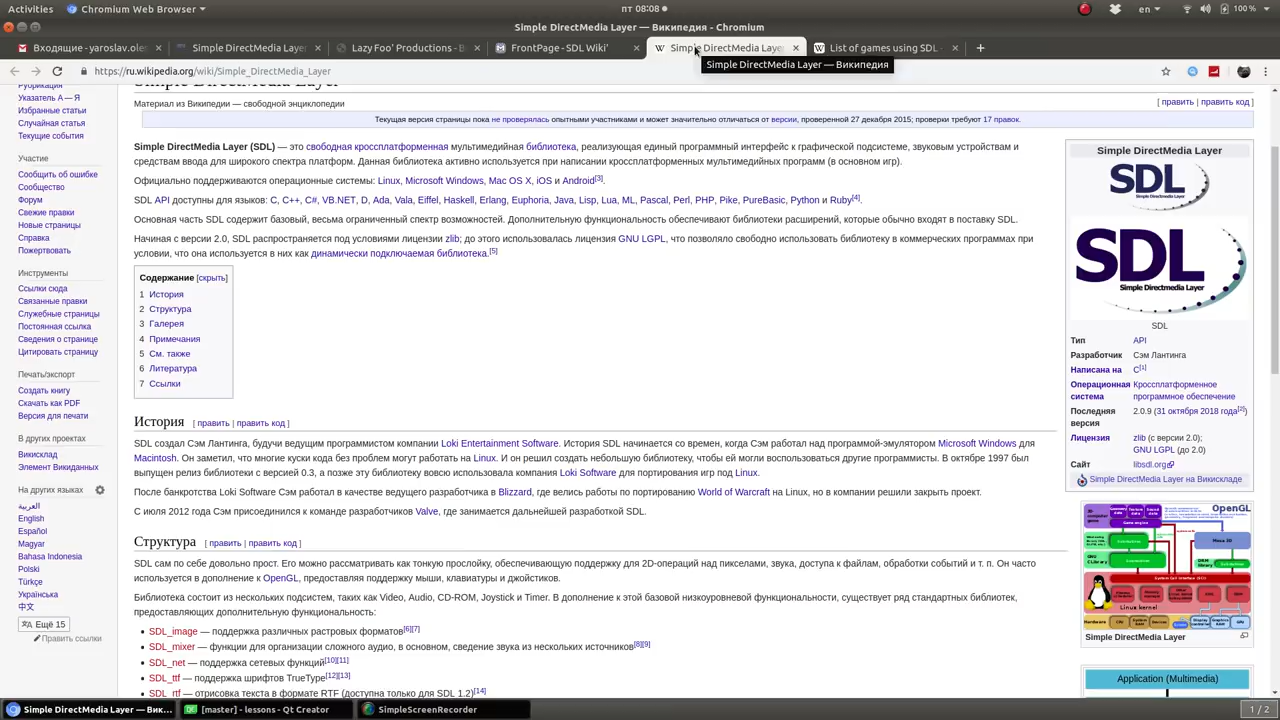 Activities
Chromium Web Browser
пт 08:08
en
100 %
Simple DirectMedia Layer — Википедия - Chromium
Входящие - yaroslav.ole
Simple DirectMedia Laye
Lazy Foo' Productions - B
FrontPage - SDL Wiki'
Simple DirectMedia Laye
List of games using SDL -
https://ru.wikipedia.org/wiki/Simple_DirectMedia_Layer
Simple DirectMedia Layer — Википедия
Рубрикация
Указатель А — Я
Избранные статьи
Случайная статья
Текущие события
Участие
Сообщить об ошибке
Сообщество
Форум
Свежие правки
Новые страницы
Справка
Пожертвовать
Инструменты
Ссылки сюда
Связанные правки
Служебные страницы
Постоянная ссылка
Сведения о странице
Цитировать страницу
Печать/экспорт
Создать книгу
Скачать как PDF
Версия для печати
В других проектах
Викисклад
Элемент Викиданных
На других языках
العربية
English
Español
Magyar
Bahasa Indonesia
Polski
Türkçe
Українська
中文
Ещё 15
Править ссылки
Simple DirectMedia Layer
Материал из Википедии — свободной энциклопедии
[ править | править код ]
Текущая версия страницы пока не проверялась опытными участниками и может значительно отличаться от версии, проверенной 27 декабря 2015; проверки требуют 17 правок.
Simple DirectMedia Layer (SDL) — это свободная кроссплатформенная мультимедийная библиотека, реализующая единый программный интерфейс к графической подсистеме, звуковым устройствам и
средствам ввода для широкого спектра платформ. Данная библиотека активно используется при написании кроссплатформенных мультимедийных программ (в основном игр).
Официально поддерживаются операционные системы: Linux, Microsoft Windows, Mac OS X, iOS и Android[3].
SDL API доступны для языков: C, C++, C#, VB.NET, D, Ada, Vala, Eiffel, Haskell, Erlang, Euphoria, Java, Lisp, Lua, ML, Pascal, Perl, PHP, Pike, PureBasic, Python и Ruby[4].
Основная часть SDL содержит базовый, весьма ограниченный спектр возможностей. Дополнительную функциональность обеспечивают библиотеки расширений, которые обычно входят в поставку SDL.
Начиная с версии 2.0, SDL распространяется под условиями лицензии zlib; до этого использовалась лицензия GNU LGPL, что позволяло свободно использовать библиотеку в коммерческих программах при
условии, что она используется в них как динамически подключаемая библиотека.[5]
Содержание [скрыть]
1 История
2 Структура
3 Галерея
4 Примечания
5 См. также
6 Литература
7 Ссылки
История [ править | править код ]
SDL создал Сэм Лантинга, будучи ведущим программистом компании Loki Entertainment Software. История SDL начинается со времен, когда Сэм работал над программой-эмулятором Microsoft Windows для
Macintosh. Он заметил, что многие куски кода без проблем могут работать на Linux. И он решил создать небольшую библиотеку, чтобы ей могли воспользоваться другие программисты. В октябре 1997 был
выпущен релиз библиотеки с версией 0.3, а позже эту библиотеку вовсю использовала компания Loki Software для портирования игр под Linux.
После банкротства Loki Software Сэм работал в качестве ведущего разработчика в Blizzard, где велись работы по портированию World of Warcraft на Linux, но в компании решили закрыть проект.
С июля 2012 года Сэм присоединился к команде разработчиков Valve, где занимается дальнейшей разработкой SDL.
Структура [ править | править код ]
SDL сам по себе довольно прост. Его можно рассматривать как тонкую прослойку, обеспечивающую поддержку для 2D-операций над пикселами, звука, доступа к файлам, обработки событий и т. п. Он часто
используется в дополнение к OpenGL, предоставляя поддержку мыши, клавиатуры и джойстиков.
Библиотека состоит из нескольких подсистем, таких как Video, Audio, CD-ROM, Joystick и Timer. В дополнение к этой базовой низкоуровневой функциональности, существует ряд стандартных библиотек,
предоставляющих дополнительную функциональность:
• SDL_image — поддержка различных растровых форматов[6][7]
• SDL_mixer — функции для организации сложного аудио, в основном, сведение звука из нескольких источников[8][9]
• SDL_net — поддержка сетевых функций[10][11]
• SDL_ttf — поддержка шрифтов TrueType[12][13]
• SDL_rtf — отрисовка текста в формате RTF (доступна только для SDL 1.2)[14]
Simple DirectMedia Layer
SDL
SDL
Simple Directmedia Layer
SDL
Тип API
Разработчик Сэм Лантинга
Написана на C[1]
Операционная система Кроссплатформенное программное обеспечение
Последняя версия 2.0.9 (31 октября 2018 года[2])
Лицензия zlib (с версии 2.0);
GNU LGPL (до 2.0)
Сайт libsdl.org
Simple DirectMedia Layer на Викискладе
OpenGL
Mesa 3D
Linux kernel
Simple DirectMedia Layer
Application (Multimedia)
Simple DirectMedia Layer — Вик...
[master] - lessons - Qt Creator
SimpleScreenRecorder
1 / 2